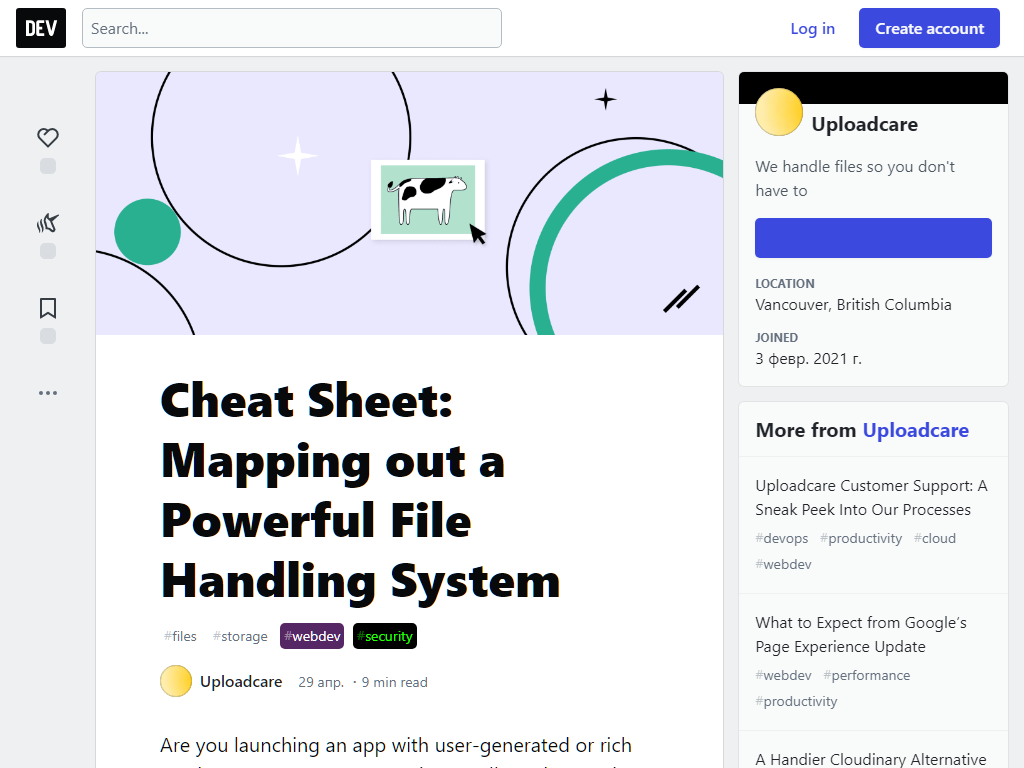 DEV
Search...
Log in
Create account
Cheat Sheet:
Mapping out a
Powerful File
Handling System
#files #storage #webdev #security
Uploadcare 29 апр. · 9 min read
Are you launching an app with user-generated or rich
Uploadcare
We handle files so you don't
have to
LOCATION
Vancouver, British Columbia
JOINED
3 февр. 2021 г.
More from Uploadcare
Uploadcare Customer Support: A
Sneak Peek Into Our Processes
#devops #productivity #cloud
#webdev
What to Expect from Google’s
Page Experience Update
#webdev #performance
#productivity
A Handier Cloudinary Alternative